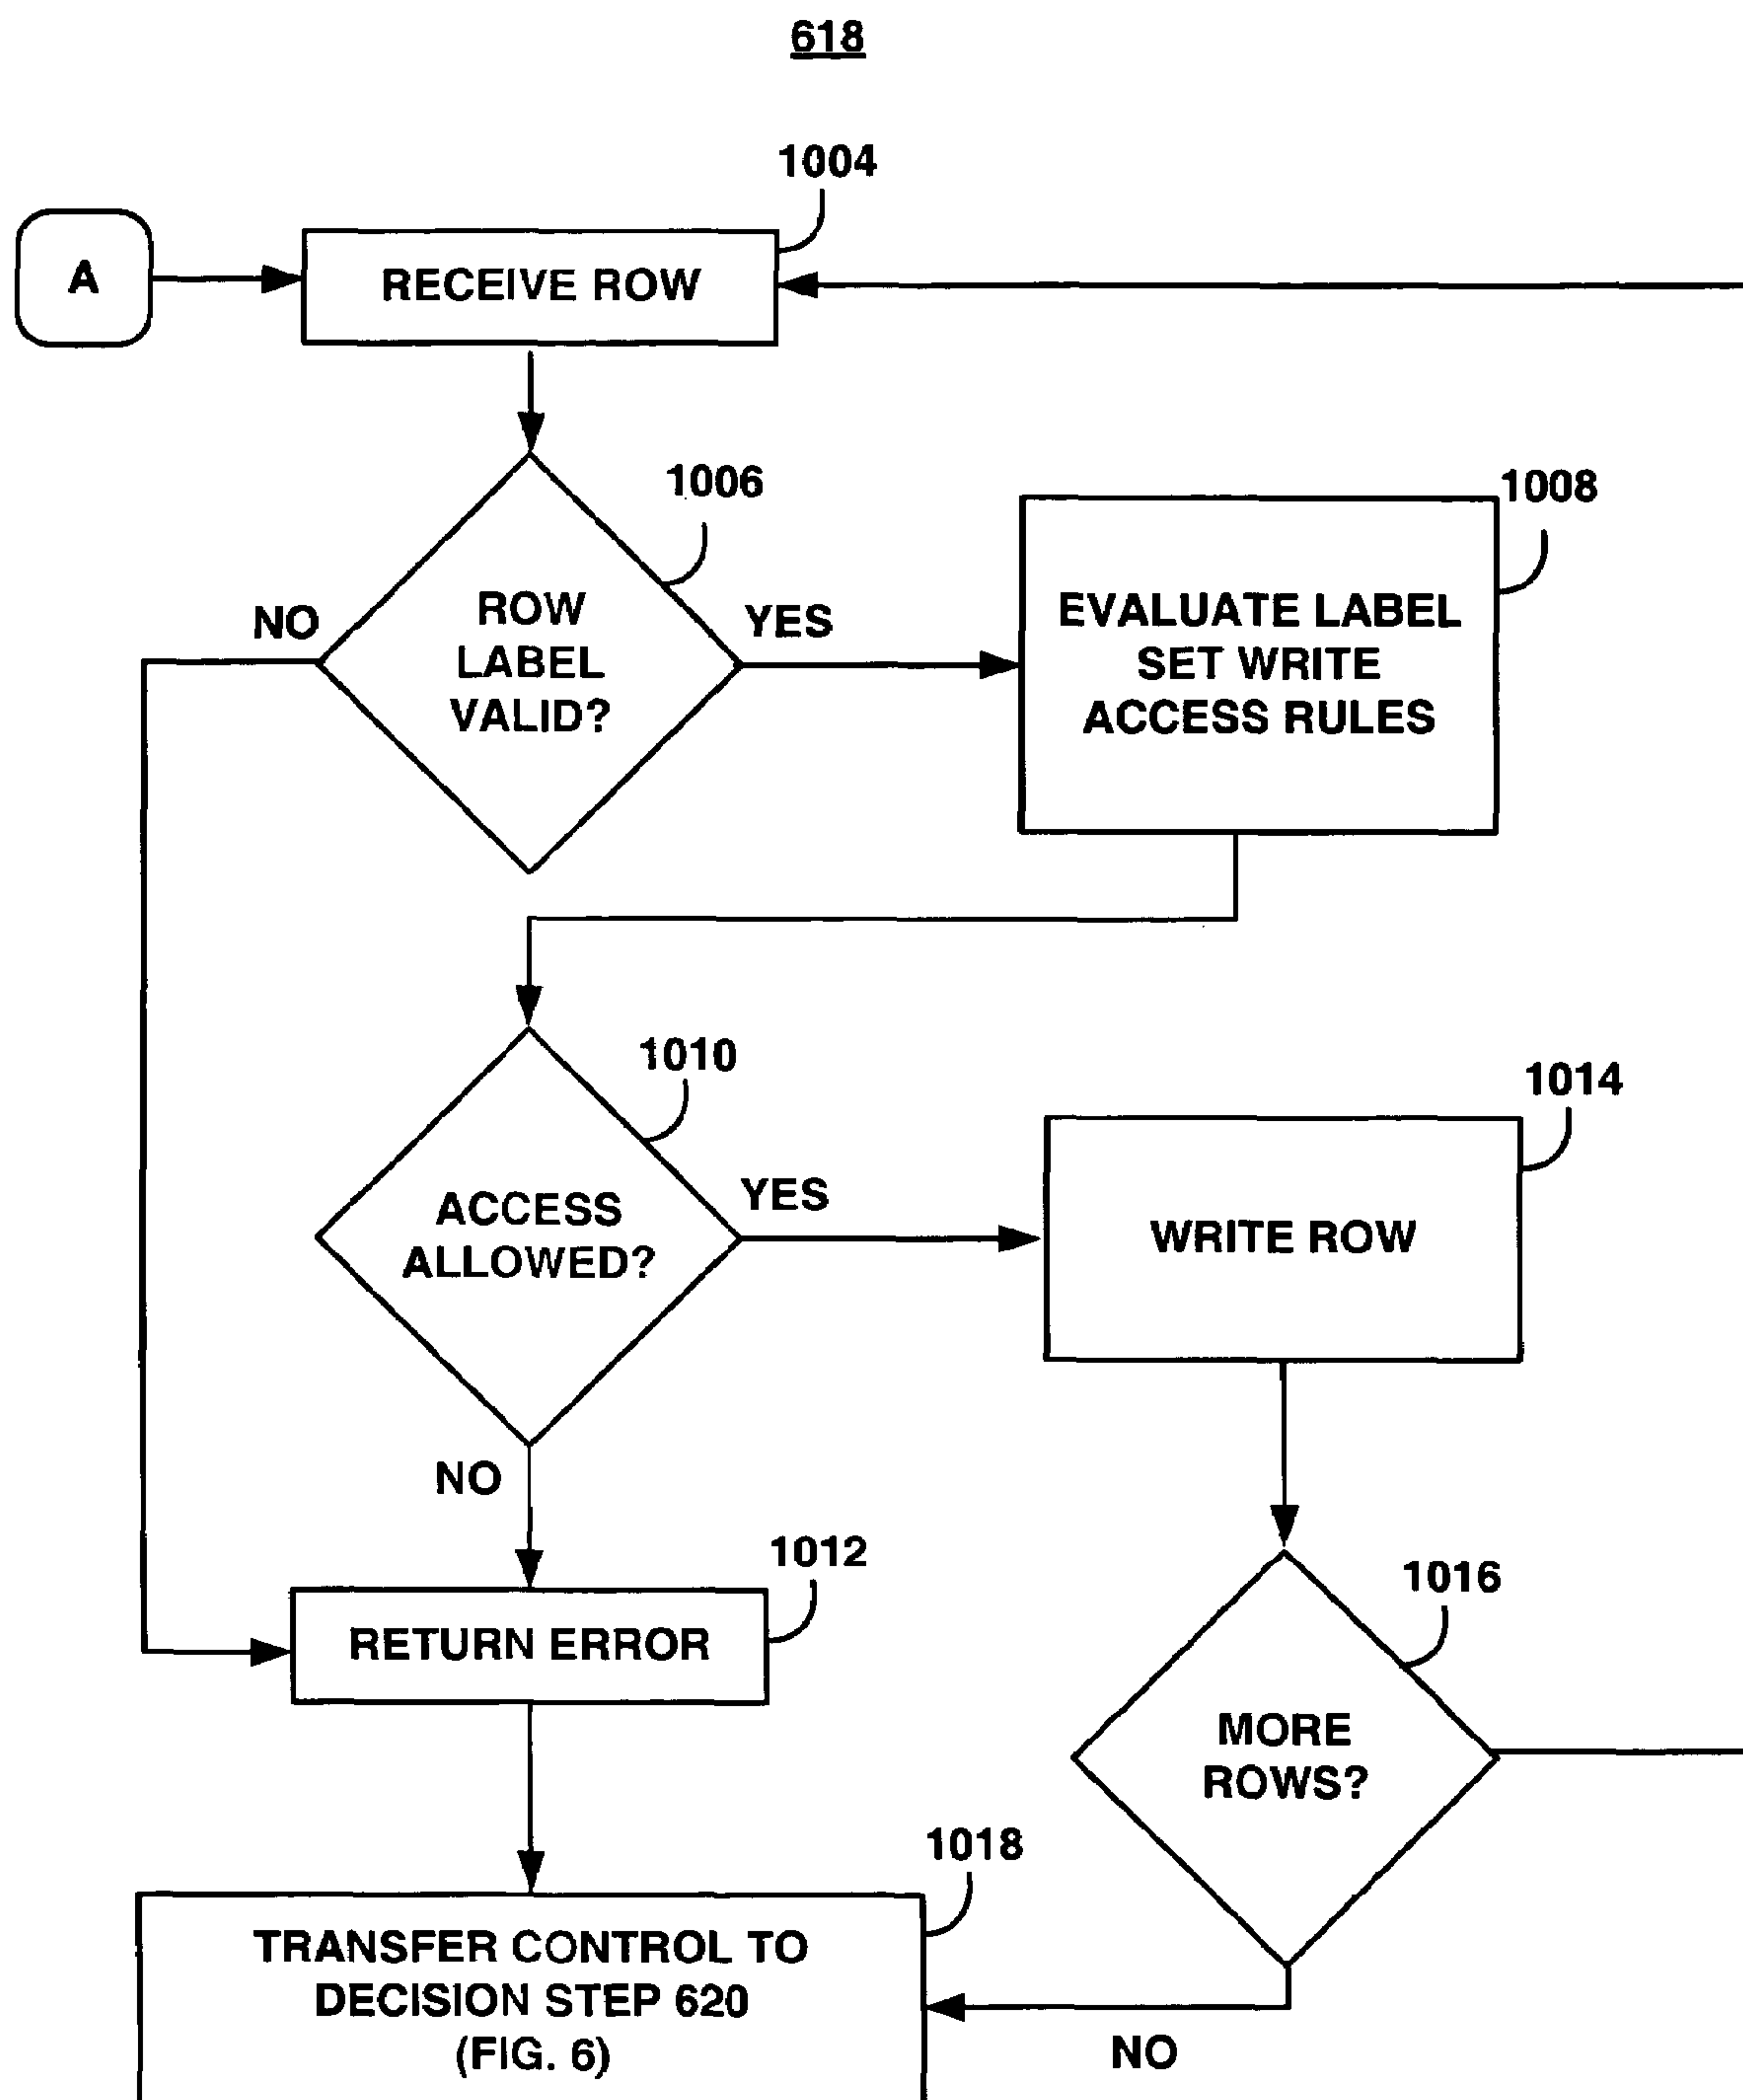 618
1004
A
RECEIVE ROW
1006
1008
NO
ROW
LABEL
VALID?
YES
EVALUATE LABEL
SET WRITE
ACCESS RULES
1010
1014
ACCESS
ALLOWED?
YES
WRITE ROW
NO
1012
1016
RETURN ERROR
MORE
ROWS?
1018
TRANSFER CONTROL TO
DECISION STEP 620
(FIG. 6)
NO